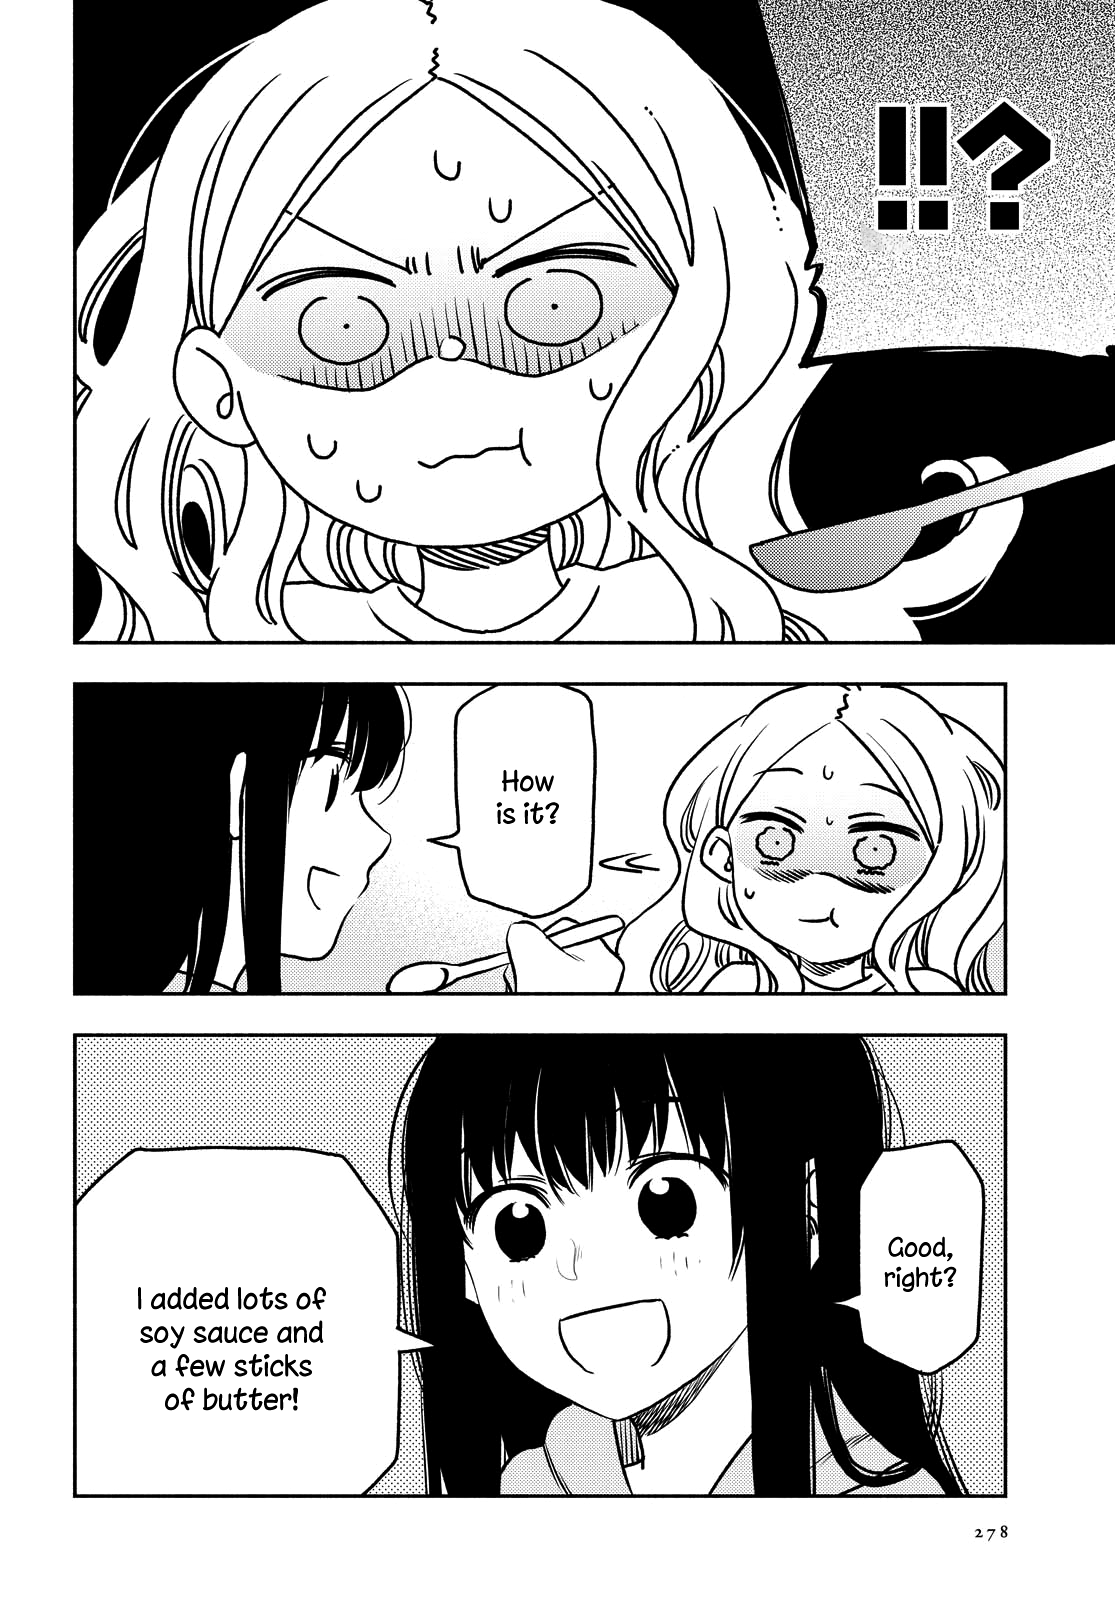 !!?
How
is it?
Good,
right?
I added lots of
soy sauce and
a few sticks
of butter!
278